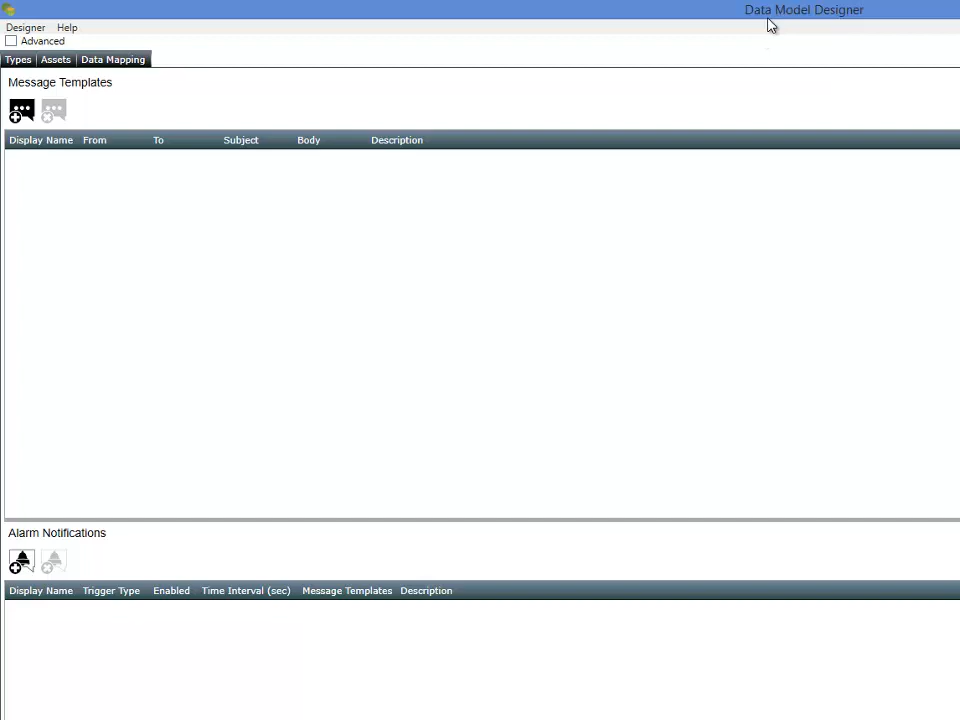 Data Model Designer
Designer Help
Advanced
Types Assets Data Mapping
Message Templates
Display Name From To Subject Body Description
Alarm Notifications
Display Name Trigger Type Enabled Time Interval (sec) Message Templates Description